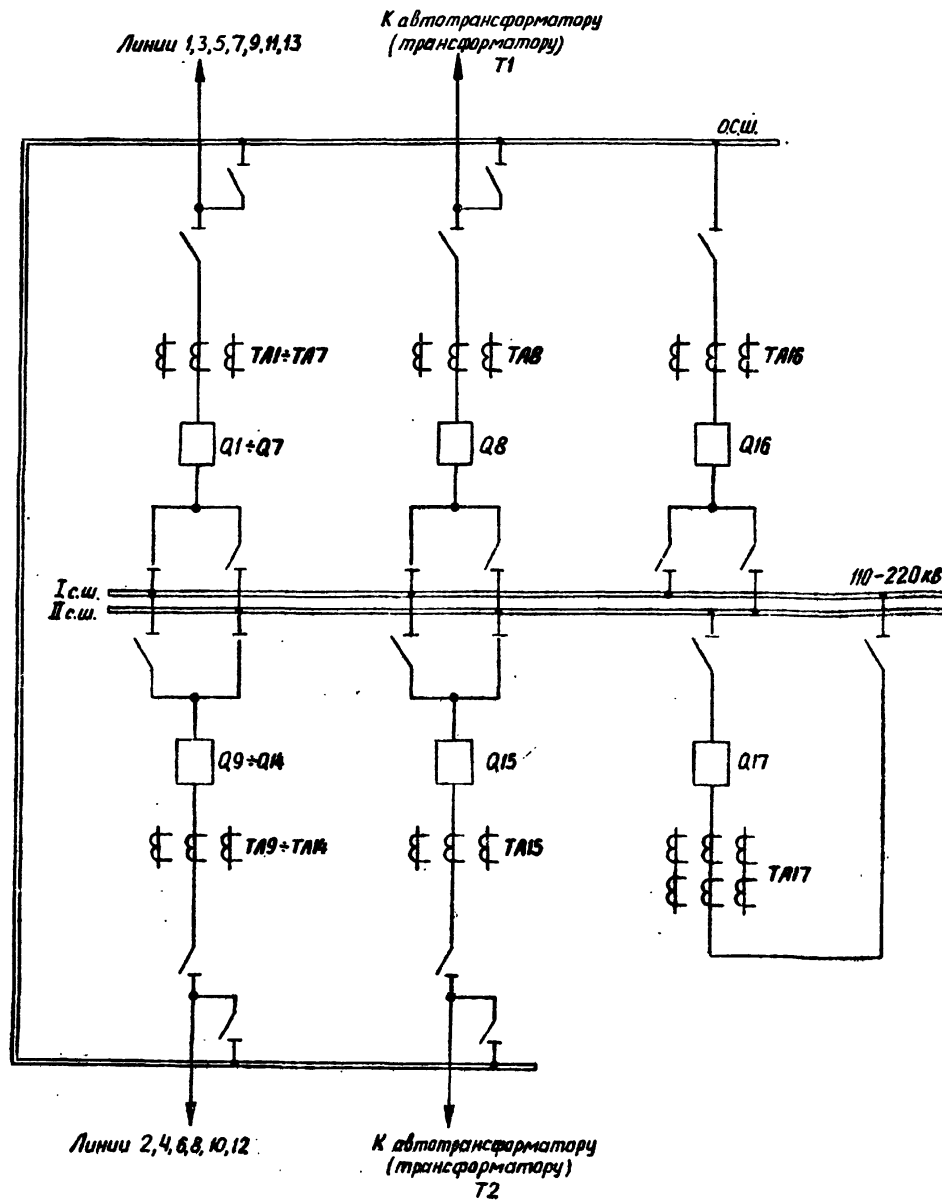 Линии 1,3,5,7,9,11,13
К автотрансформатору
(трансформатору)
Т1
О.С.Ш.
ТА1÷ТА7
ТА8
ТА16
Q1÷Q7
Q8
Q16
I с.ш.
II с.ш.
110-220 кВ
Q9÷Q14
Q15
Q17
ТА9÷ТА14
ТА15
ТА17
Линии 2,4,6,8,10,12
К автотрансформатору
(трансформатору)
Т2